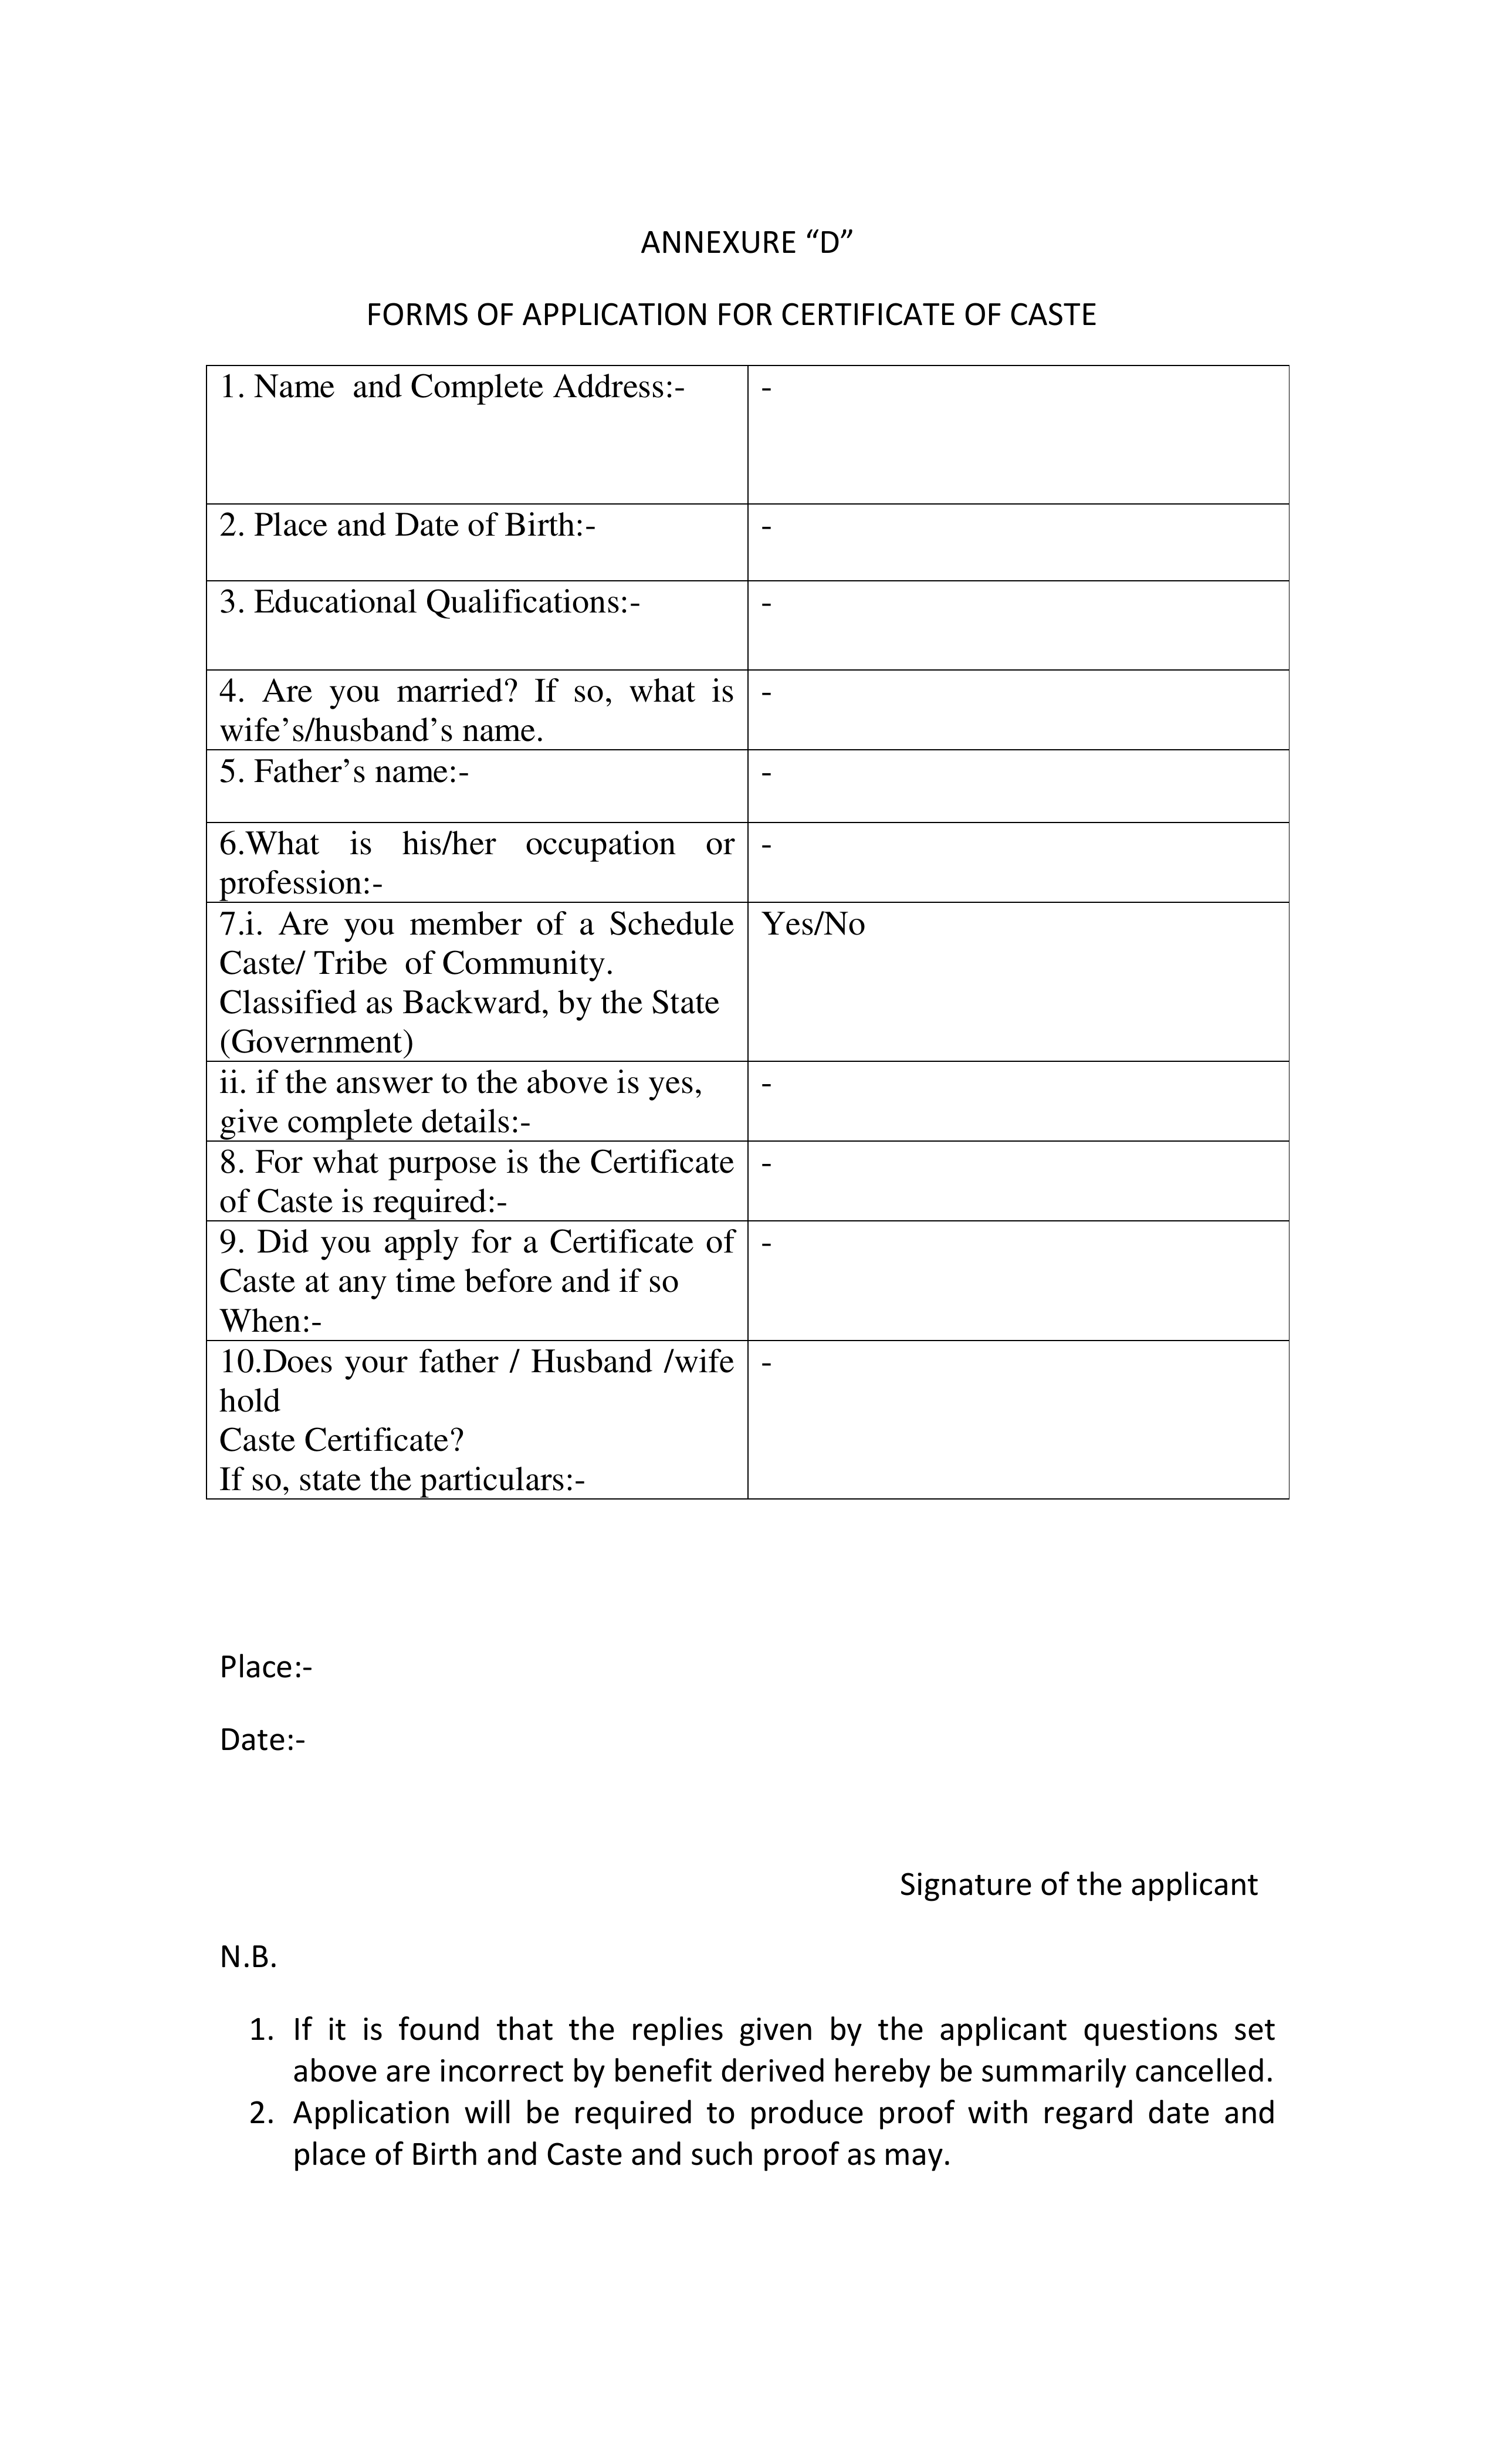 ANNEXURE “D”
FORMS OF APPLICATION FOR CERTIFICATE OF CASTE
1. Name  and Complete Address:-
-
2. Place and Date of Birth:-
-
3. Educational Qualifications:-
-
4. Are you married? If so, what is
wife’s/husband’s name.
-
5. Father’s name:-
-
6.What is his/her occupation or
profession:-
-
7.i. Are you member of a Schedule
Caste/ Tribe  of Community.
Classified as Backward, by the State
(Government)
Yes/No
ii. if the answer to the above is yes,
give complete details:-
-
8. For what purpose is the Certificate
of Caste is required:-
-
9. Did you apply for a Certificate of
Caste at any time before and if so
When:-
-
10.Does your father / Husband /wife
hold
Caste Certificate?
If so, state the particulars:-
-
Place:-
Date:-
Signature of the applicant
N.B.
1. If it is found that the replies given by the applicant questions set
above are incorrect by benefit derived hereby be summarily cancelled.
2. Application will be required to produce proof with regard date and
place of Birth and Caste and such proof as may.